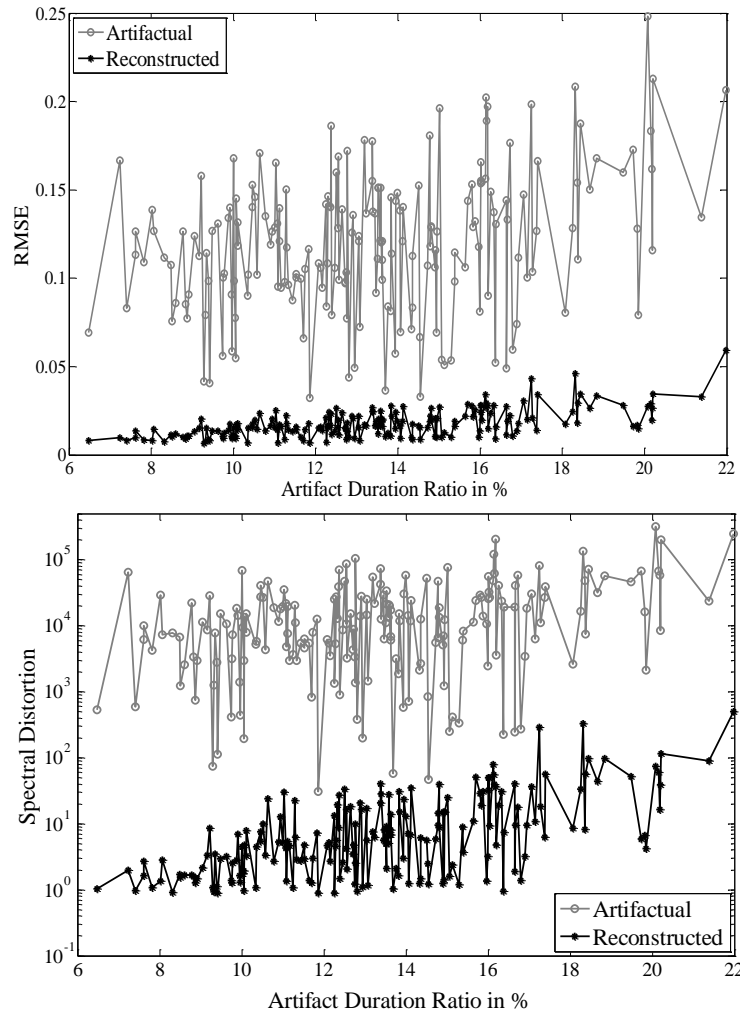 0.25
0.2
0.15
0.1
0.05
0
RMSE
Artifactual
Reconstructed
6 8 10 12 14 16 18 20 22
Artifact Duration Ratio in %
10^5
10^4
10^3
10^2
10^1
10^0
10^-1
Spectral Distortion
Artifactual
Reconstructed
6 8 10 12 14 16 18 20 22
Artifact Duration Ratio in %